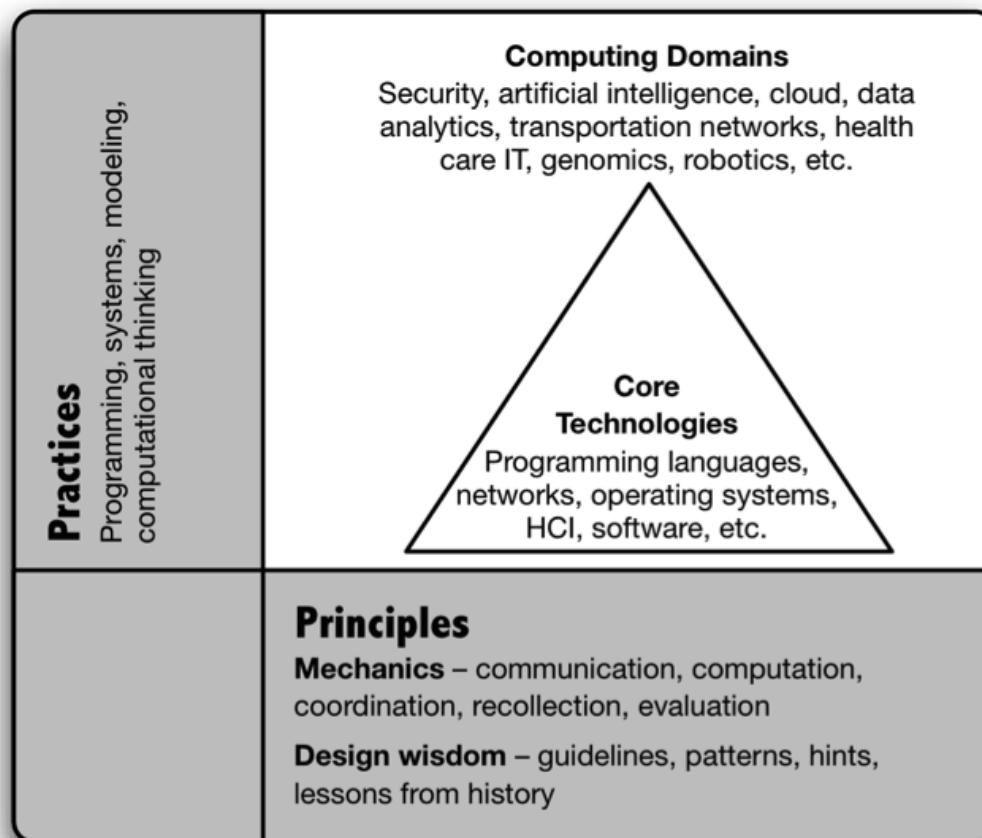 Computing Domains
Security, artificial intelligence, cloud, data
analytics, transportation networks, health
care IT, genomics, robotics, etc.
Practices
Programming, systems, modeling,
computational thinking
Core
Technologies
Programming languages,
networks, operating systems,
HCI, software, etc.
Principles
Mechanics – communication, computation,
coordination, recollection, evaluation
Design wisdom – guidelines, patterns, hints,
lessons from history